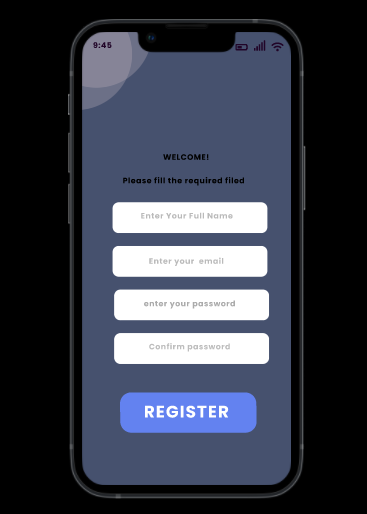 9:45
WELCOME!
Please fill the required filed
Enter Your Full Name
Enter your  email
enter your password
Confirm password
REGISTER